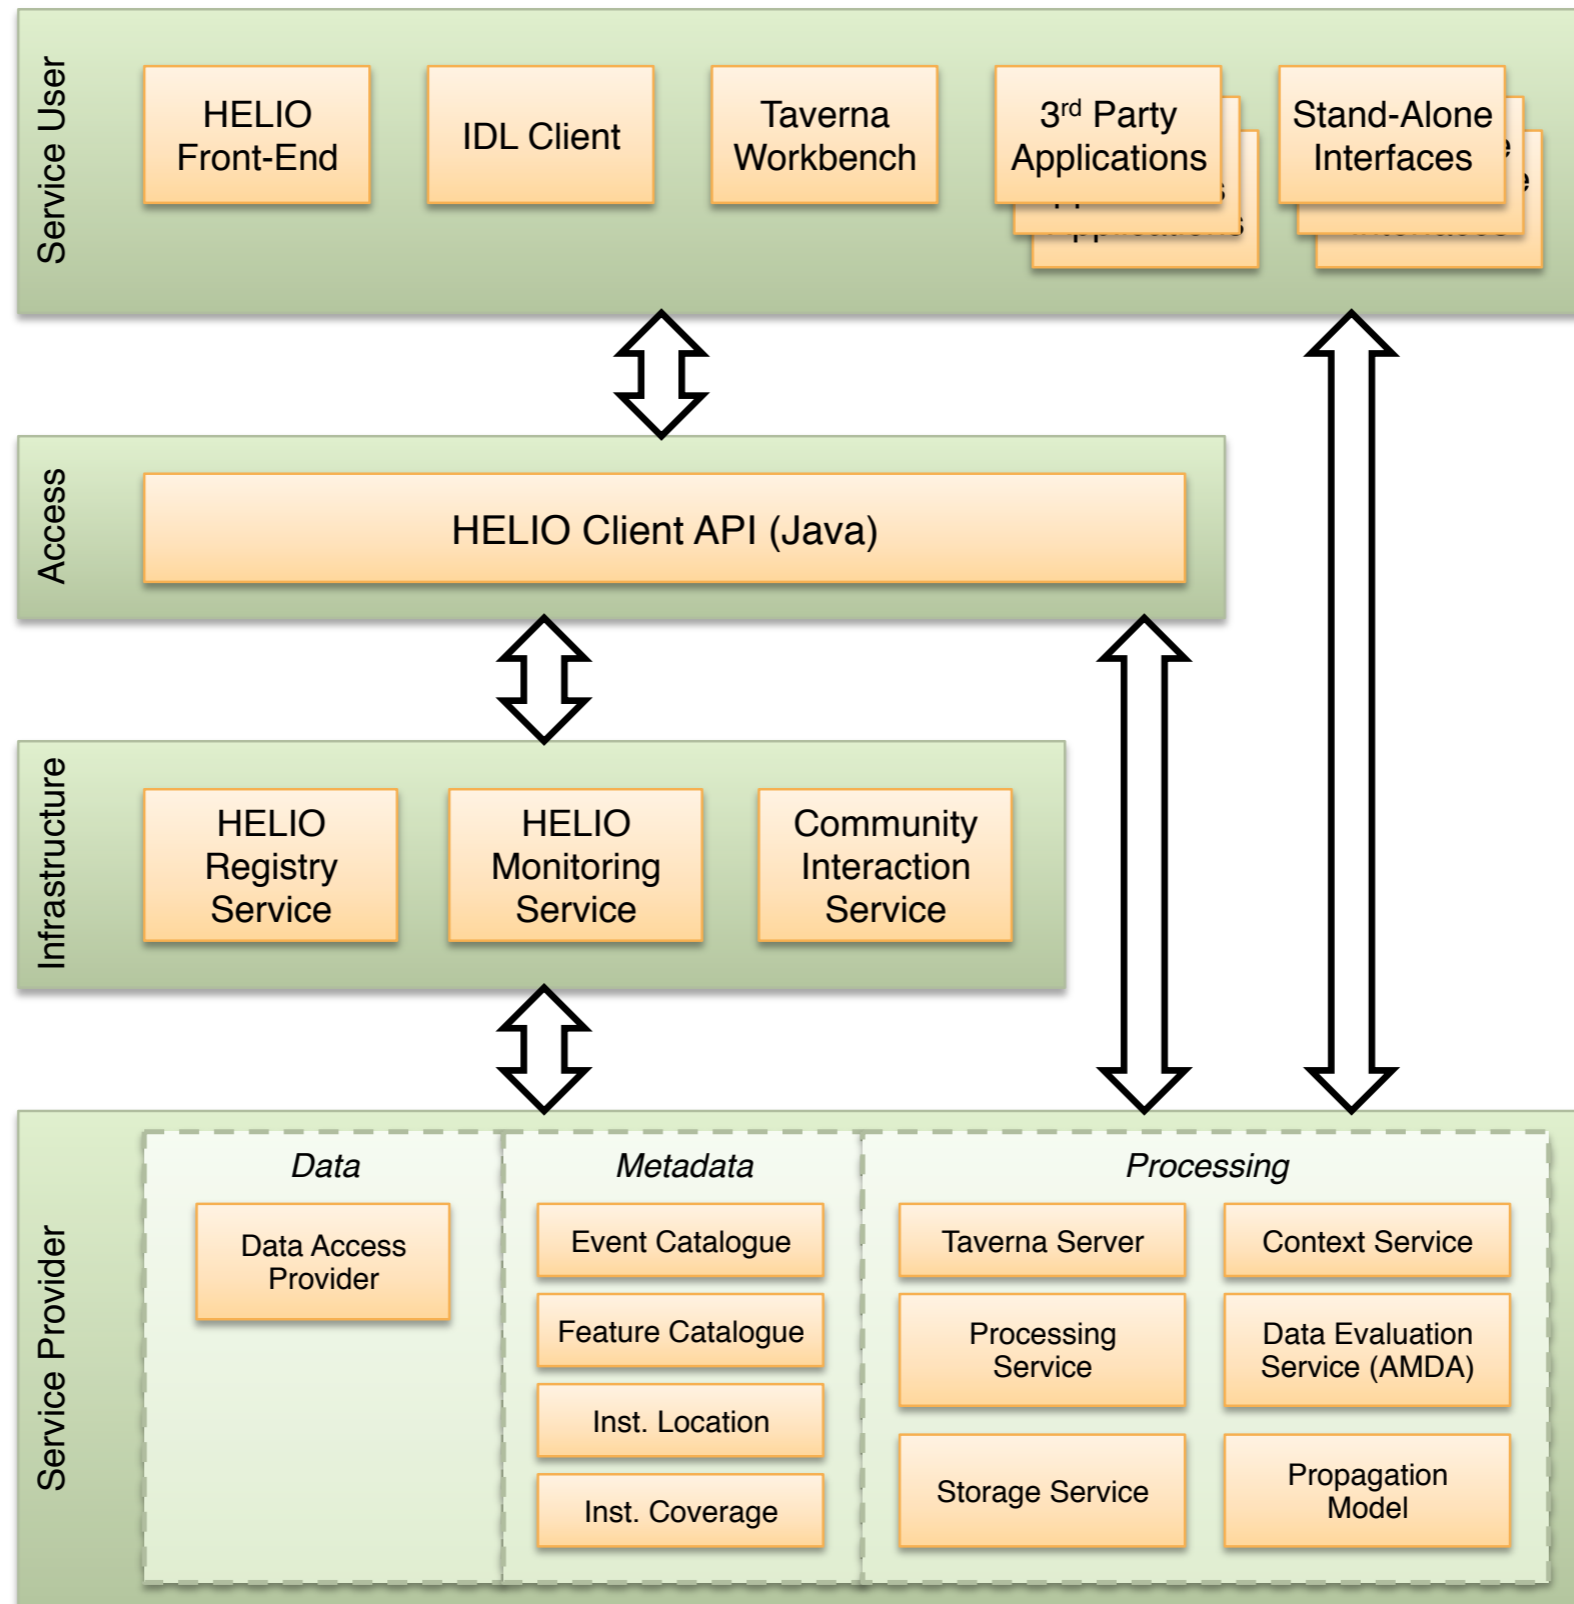 Service User
HELIO
Front-End
IDL Client
Taverna
Workbench
3rd Party
Applications
Applications
Stand-Alone
Interfaces
Interfaces
Access
HELIO Client API (Java)
Infrastructure
HELIO
Registry
Service
HELIO
Monitoring
Service
Community
Interaction
Service
Service Provider
Data
Data Access
Provider
Metadata
Event Catalogue
Feature Catalogue
Inst. Location
Inst. Coverage
Processing
Taverna Server
Context Service
Processing
Service
Data Evaluation
Service (AMDA)
Storage Service
Propagation
Model